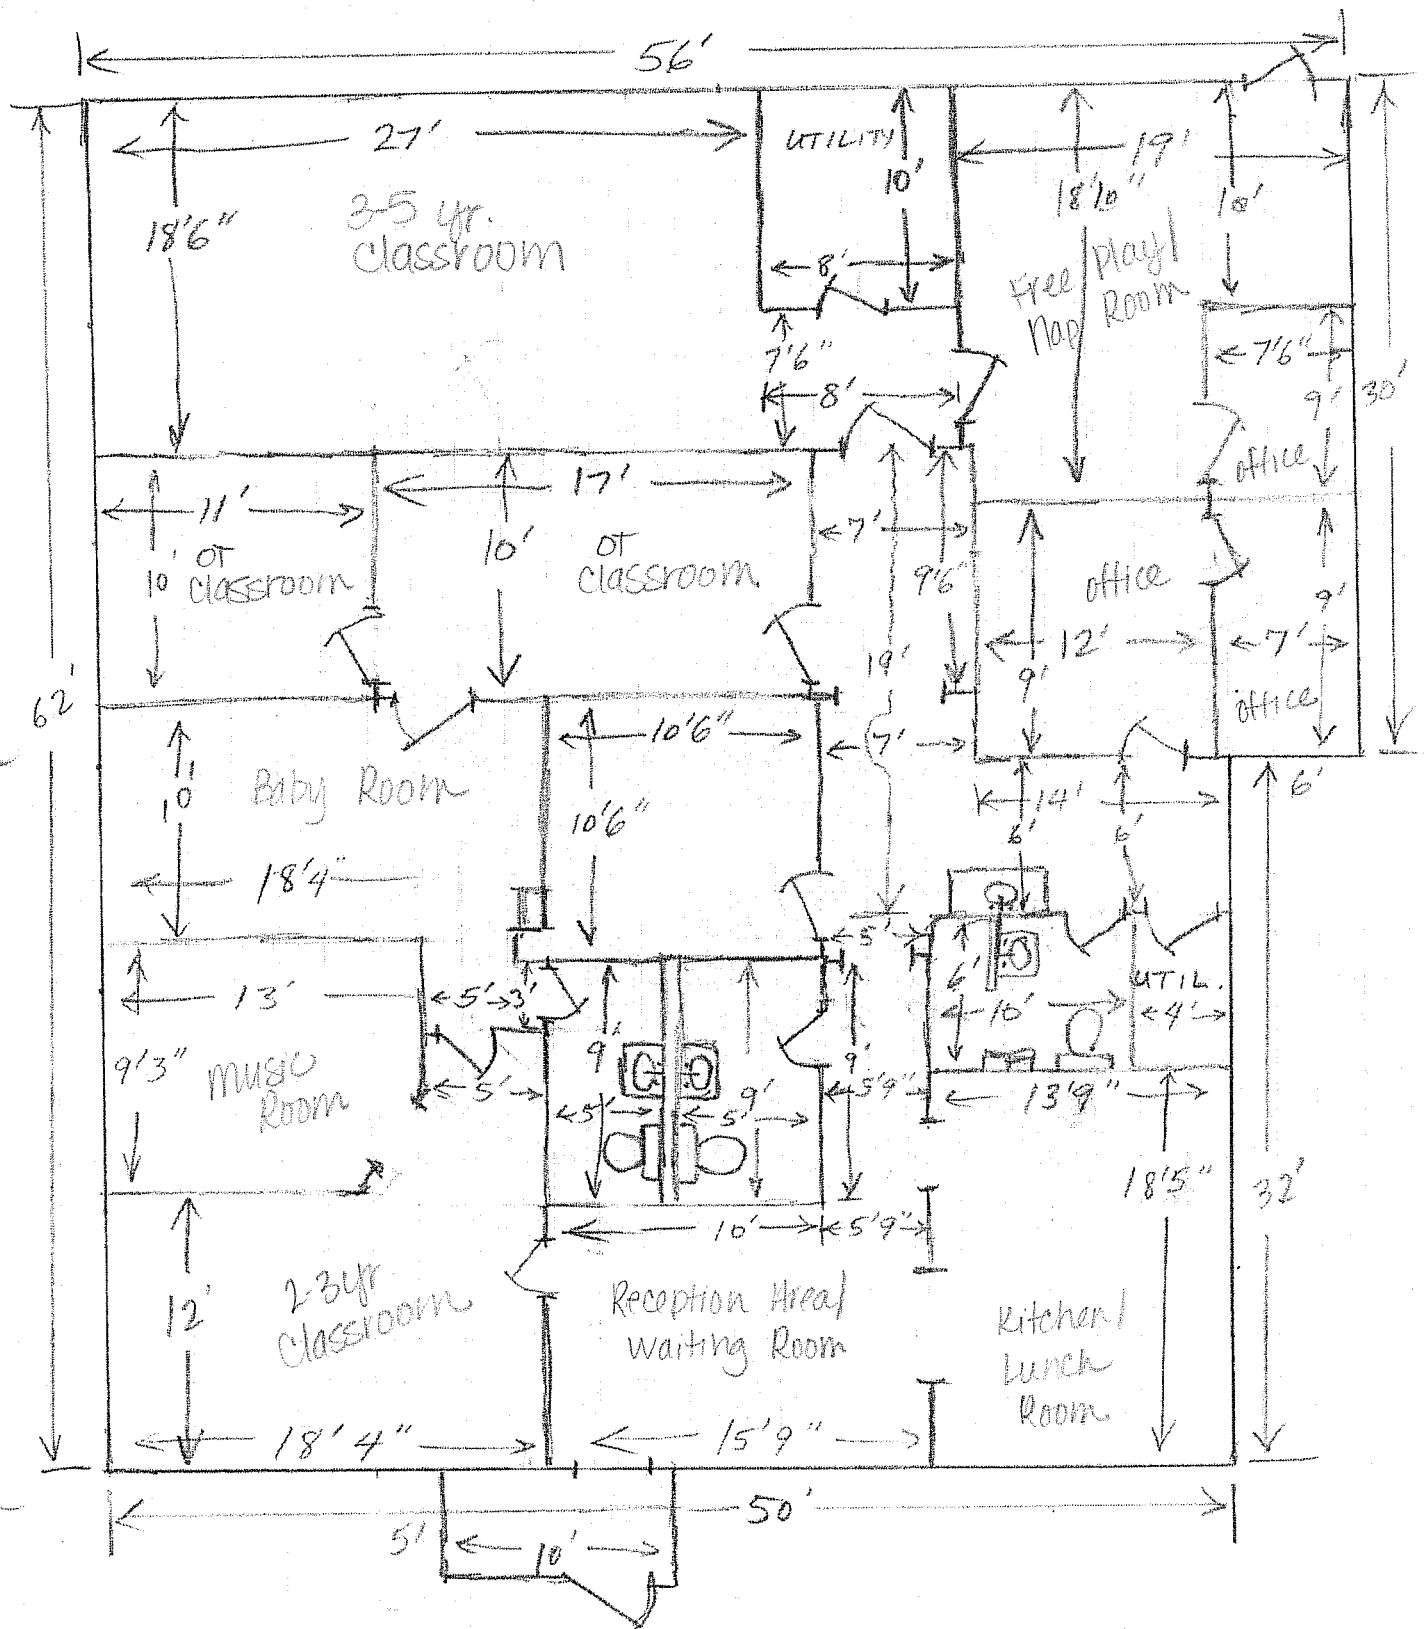 56'
27'
UTILITY
19'
10'
18'10"
10'
18'6"
3-5 yr.
Classroom
8'
Free Play/
Nap Room
7'6"
7'6"
8'
9'
30'
office
11'
17'
7'
10'
OT
Classroom
10'
OT
Classroom
9'6"
office
9'
19'
12'
7'
9'
office
62'
10'6"
7'
10'
Baby Room
14'
6'
10'6"
6'
6'
18'4"
5'
6'
13'
5'
3'
10'
UTIL.
4'
9'3"
Music
Room
9'
9'
5'
5'
9'
5'
5'9"
13'9"
18'5"
32'
10'
5'9"
12'
2-3 yr.
Classroom
Reception Area/
Waiting Room
Kitchen/
Lunch
Room
18'4"
15'9"
50'
5'
10'